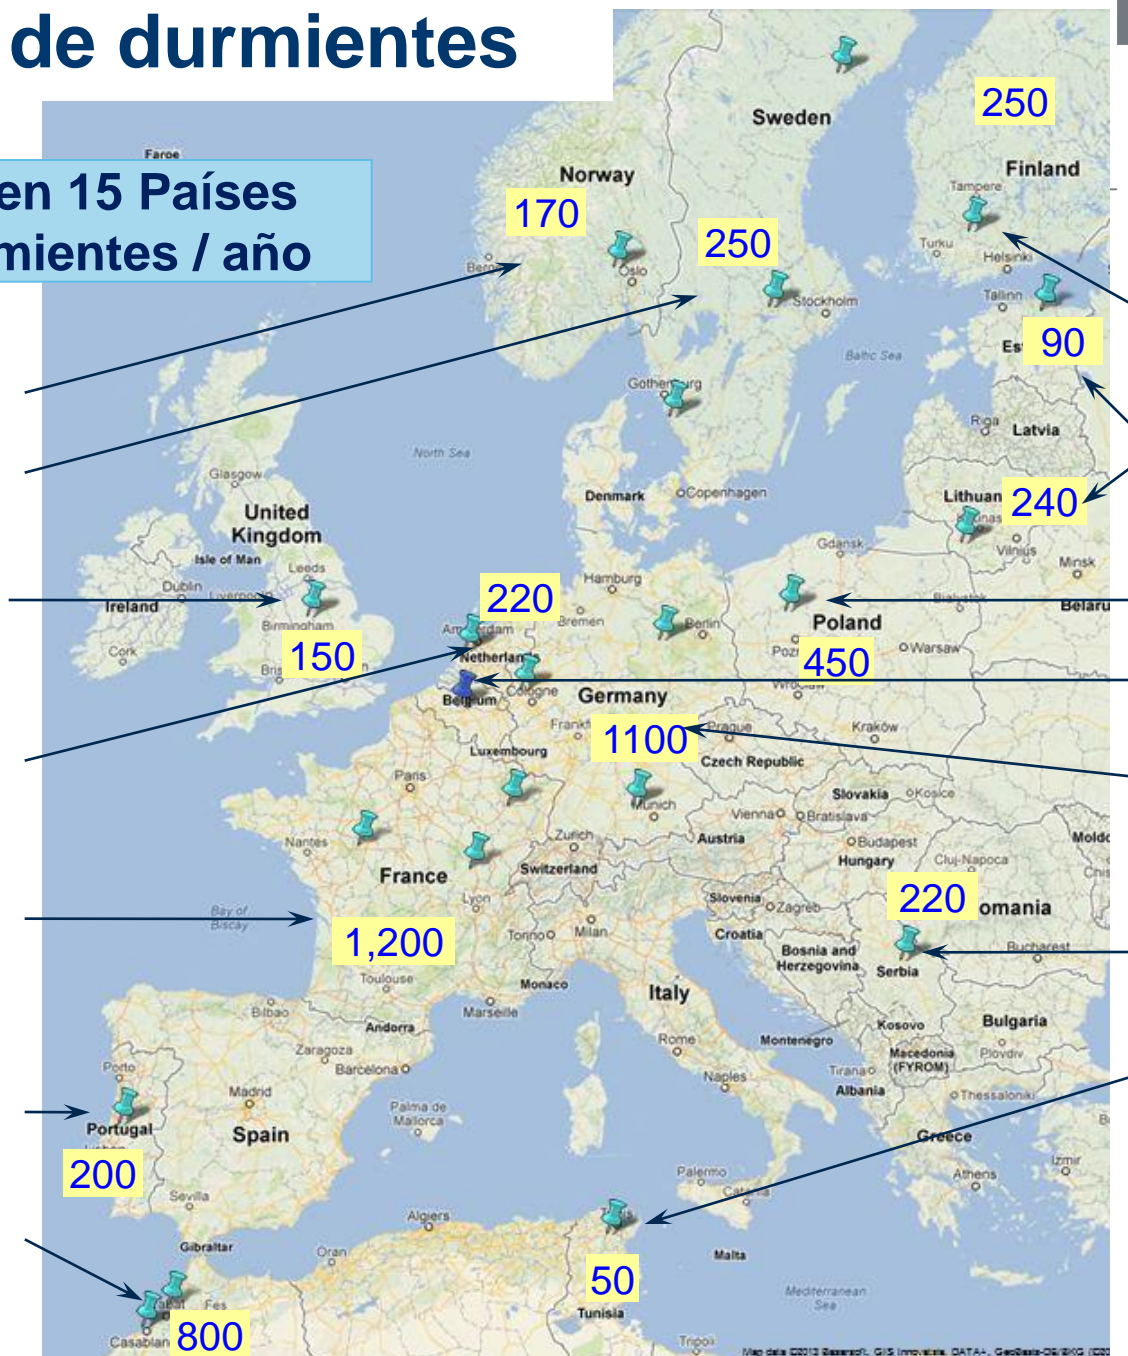 de durmientes
en 15 Países
mientes / año
Faroe
Sweden
250
Finland
Norway
Tampere
170
250
Turku
Helsinki
Oslo
Stockholm
Tallinn
90
Baltic Sea
Riga
Latvia
North Sea
Glasgow
Denmark
Copenhagen
240
United
Kingdom
Gdansk
Vilnius
Isle of Man
Leeds
Minsk
Hamburg
Dublin
220
Ireland
Bremen
Berlin
Poland
Birmingham
Cork
150
Netherlands
450
Warsaw
Belgium
Cologne
Germany
1100
Prague
Kraków
Luxembourg
Czech Republic
Paris
Slovakia
Kosice
Munich
Vienna
Bratislava
Nantes
Zurich
Austria
Budapest
Hungary
Cluj-Napoca
France
Switzerland
Lyon
Slovenia
Zagreb
220
omania
Bay of
Biscay
1,200
Torino
Milan
Croatia
Bosnia and
Herzegovina
Serbia
Bucharest
Toulouse
Monaco
Italy
Bilbao
Andorra
Marseille
Kosovo
Bulgaria
Zaragoza
Rome
Montenegro
Macedonia
(FYROM)
Plovdiv
Porto
Barcelona
Tirana
Madrid
Naples
Albania
Thessaloniki
Portugal
Spain
Palma de
Mallorca
Greece
200
Palermo
Athens
Izmir
Sevilla
Catania
Algiers
Gibraltar
Oran
Malta
50
Mediterranean
Sea
Fes
Tunisia
800
Tripoli